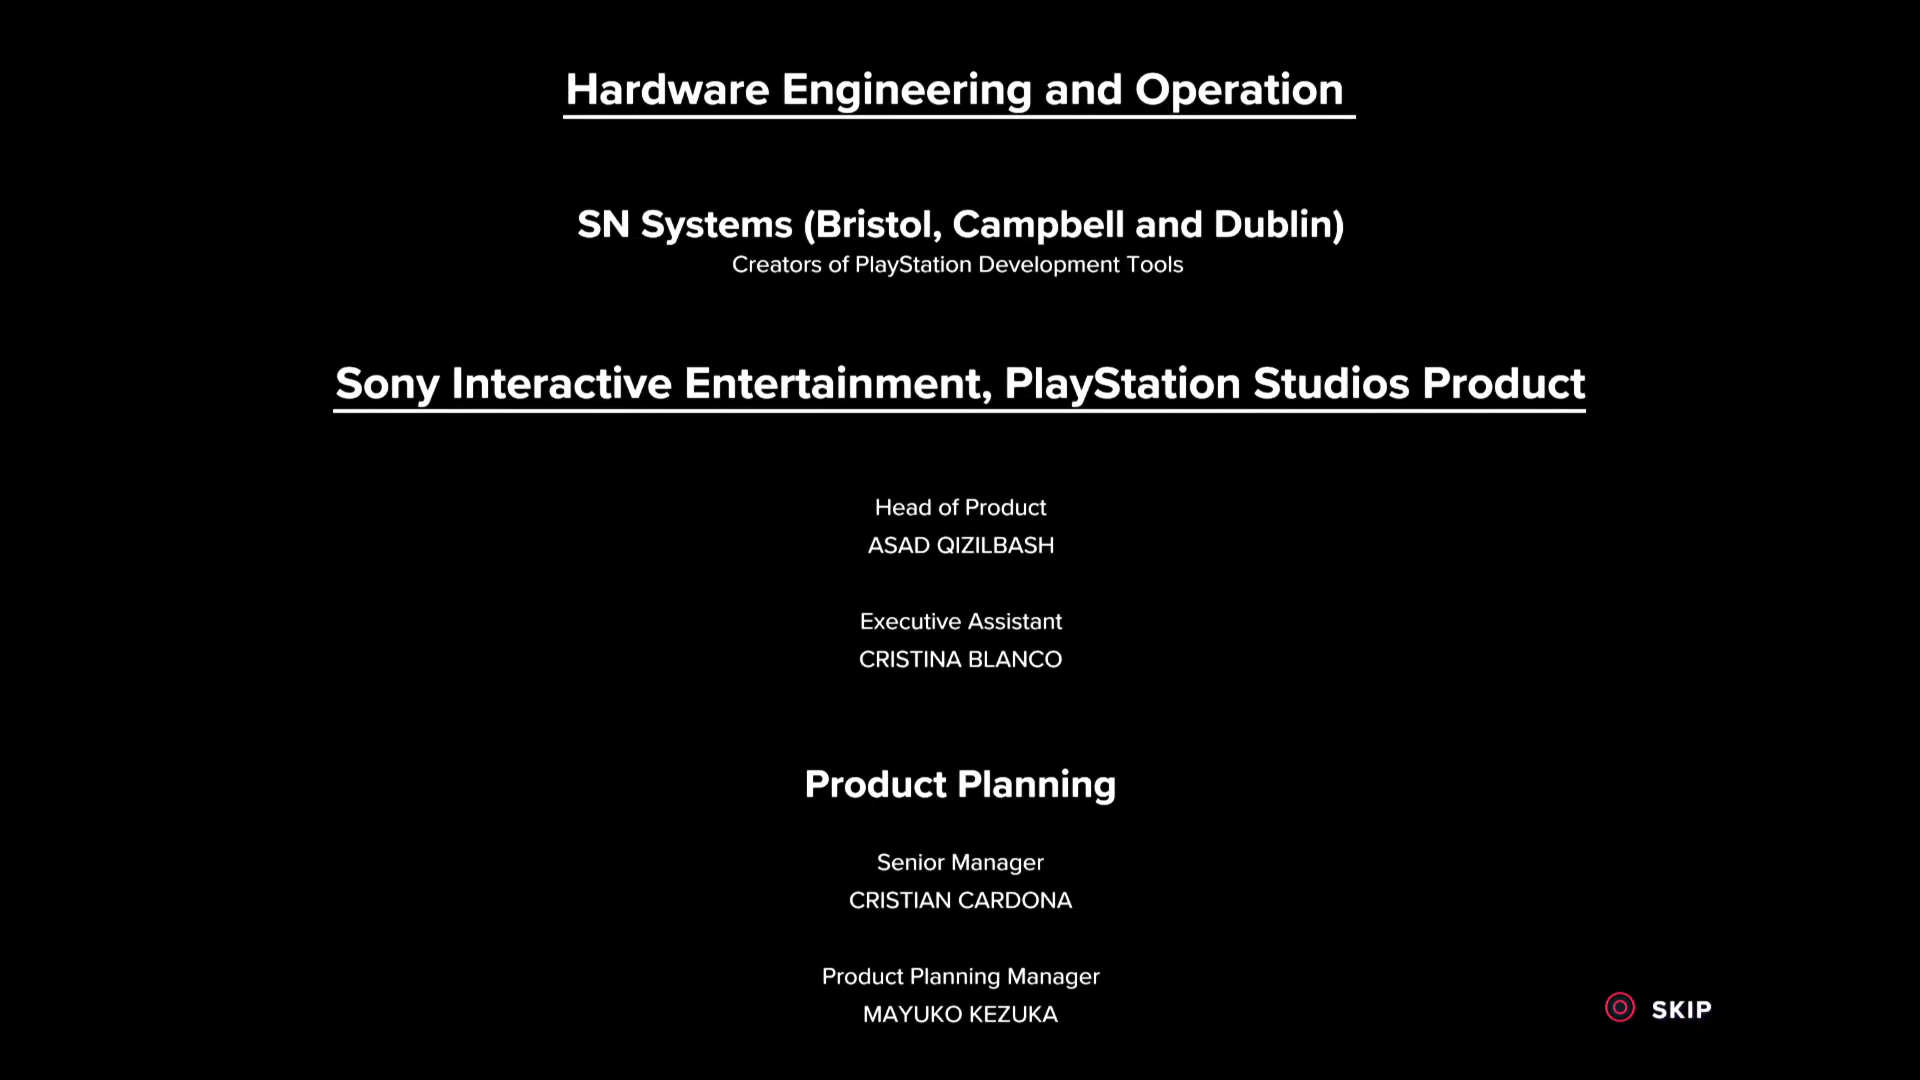 Hardware Engineering and Operation
SN Systems (Bristol, Campbell and Dublin)
Creators of PlayStation Development Tools
Sony Interactive Entertainment, PlayStation Studios Product
Head of Product
ASAD QIZILBASH
Executive Assistant
CRISTINA BLANCO
Product Planning
Senior Manager
CRISTIAN CARDONA
Product Planning Manager
MAYUKO KEZUKA
SKIP